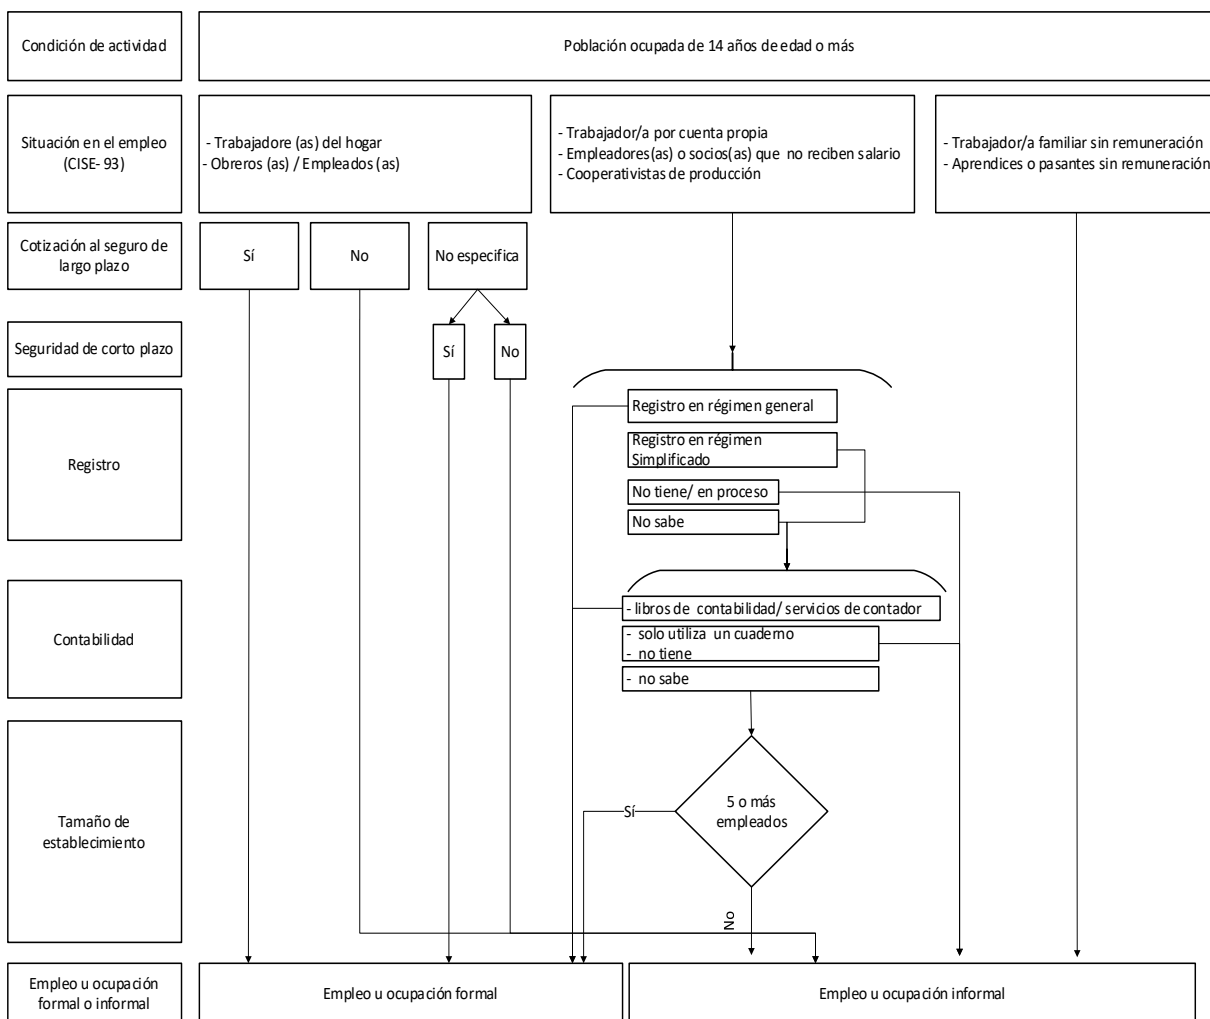 Condición de actividad
Población ocupada de 14 años de edad o más
Situación en el empleo
(CISE- 93)
- Trabajadore (as) del hogar
- Obreros (as) / Empleados (as)
- Trabajador/a por cuenta propia
- Empleadores(as) o socios(as) que no reciben salario
- Cooperativistas de producción
- Trabajador/a familiar sin remuneración
- Aprendices o pasantes sin remuneración
Cotización al seguro de
largo plazo
Sí
No
No especifica
Seguridad de corto plazo
Sí
No
Registro
Registro en régimen general
Registro en régimen
Simplificado
No tiene/ en proceso
No sabe
Contabilidad
- libros de contabilidad/ servicios de contador
- solo utiliza un cuaderno
- no tiene
- no sabe
Tamaño de
establecimiento
5 o más
empleados
Sí
No
Empleo u ocupación
formal o informal
Empleo u ocupación formal
Empleo u ocupación informal